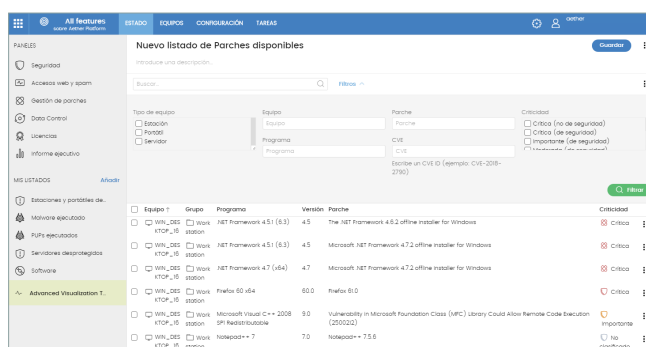 All features
sobre Aether Platform
ESTADO EQUIPOS CONFIGURACIÓN TAREAS
aether
PANELES
Seguridad
Accesos web y spam
Gestión de parches
Data Control
Licencias
Informe ejecutivo
MIS LISTADOS Añadir
Estaciones y portátiles de...
Malware ejecutado
PUPs ejecutados
Servidores desprotegidos
Software
Advanced Visualization T...
Nuevo listado de Parches disponibles
Guardar
Introduce una descripción...
Buscar...
Filtros
Tipo de equipo
Estación
Portátil
Servidor
Equipo
Equipo
Programa
Programa
Parche
Parche
CVE
CVE
Escribe un CVE ID (ejemplo: CVE-2015-
2790)
Criticidad
Crítica (no de seguridad)
Crítica (de seguridad)
Importante (de seguridad)
Moderada (de seguridad)
Filtrar
Equipo Grupo Programa Versión Parche Criticidad
WIN_DES Work .NET Framework 4.5.1 (6.3) 4.5 The .NET Framework 4.6.2 offline installer for Windows Crítica
KTOP_16 station
WIN_DES Work .NET Framework 4.5.1 (6.3) 4.5 Microsoft .NET Framework 4.7.2 offline installer for Windows Crítica
KTOP_16 station
WIN_DES Work .NET Framework 4.7 (x64) 4.7 Microsoft .NET Framework 4.7.2 offline installer for Windows Crítica
KTOP_16 station
WIN_DES Work Firefox 60 x64 60.0 Firefox 61.0 Crítica
KTOP_16 station
WIN_DES Work Microsoft Visual C++ 2008 9.0 Vulnerability in Microsoft Foundation Class (MFC) Library Could Allow Remote Code Execution
KTOP_16 station SP1 Redistributable (2500212) Importante
WIN_DES Work Notepad++ 7 7.0 Notepad++ 7.5.6 No
KTOP_16 station clasificado